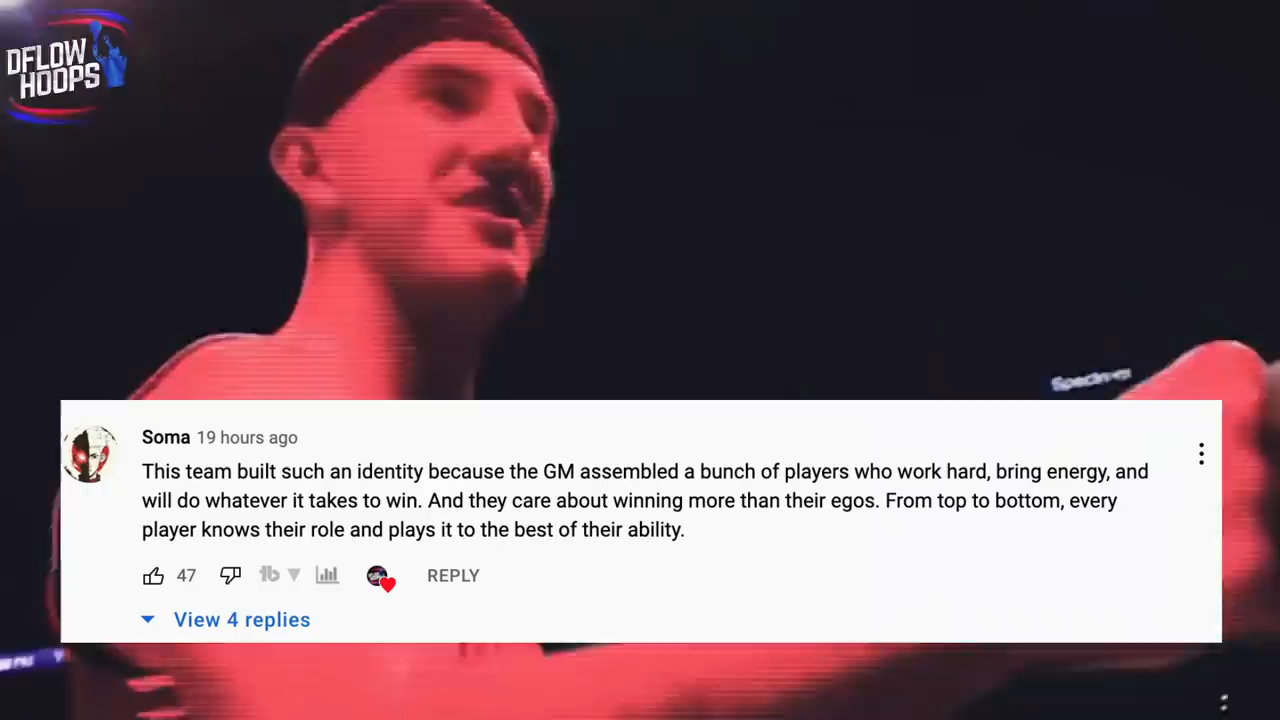 DFLOW
HOOPS
Soma 19 hours ago
This team built such an identity because the GM assembled a bunch of players who work hard, bring energy, and
will do whatever it takes to win. And they care about winning more than their egos. From top to bottom, every
player knows their role and plays it to the best of their ability.
47
REPLY
View 4 replies